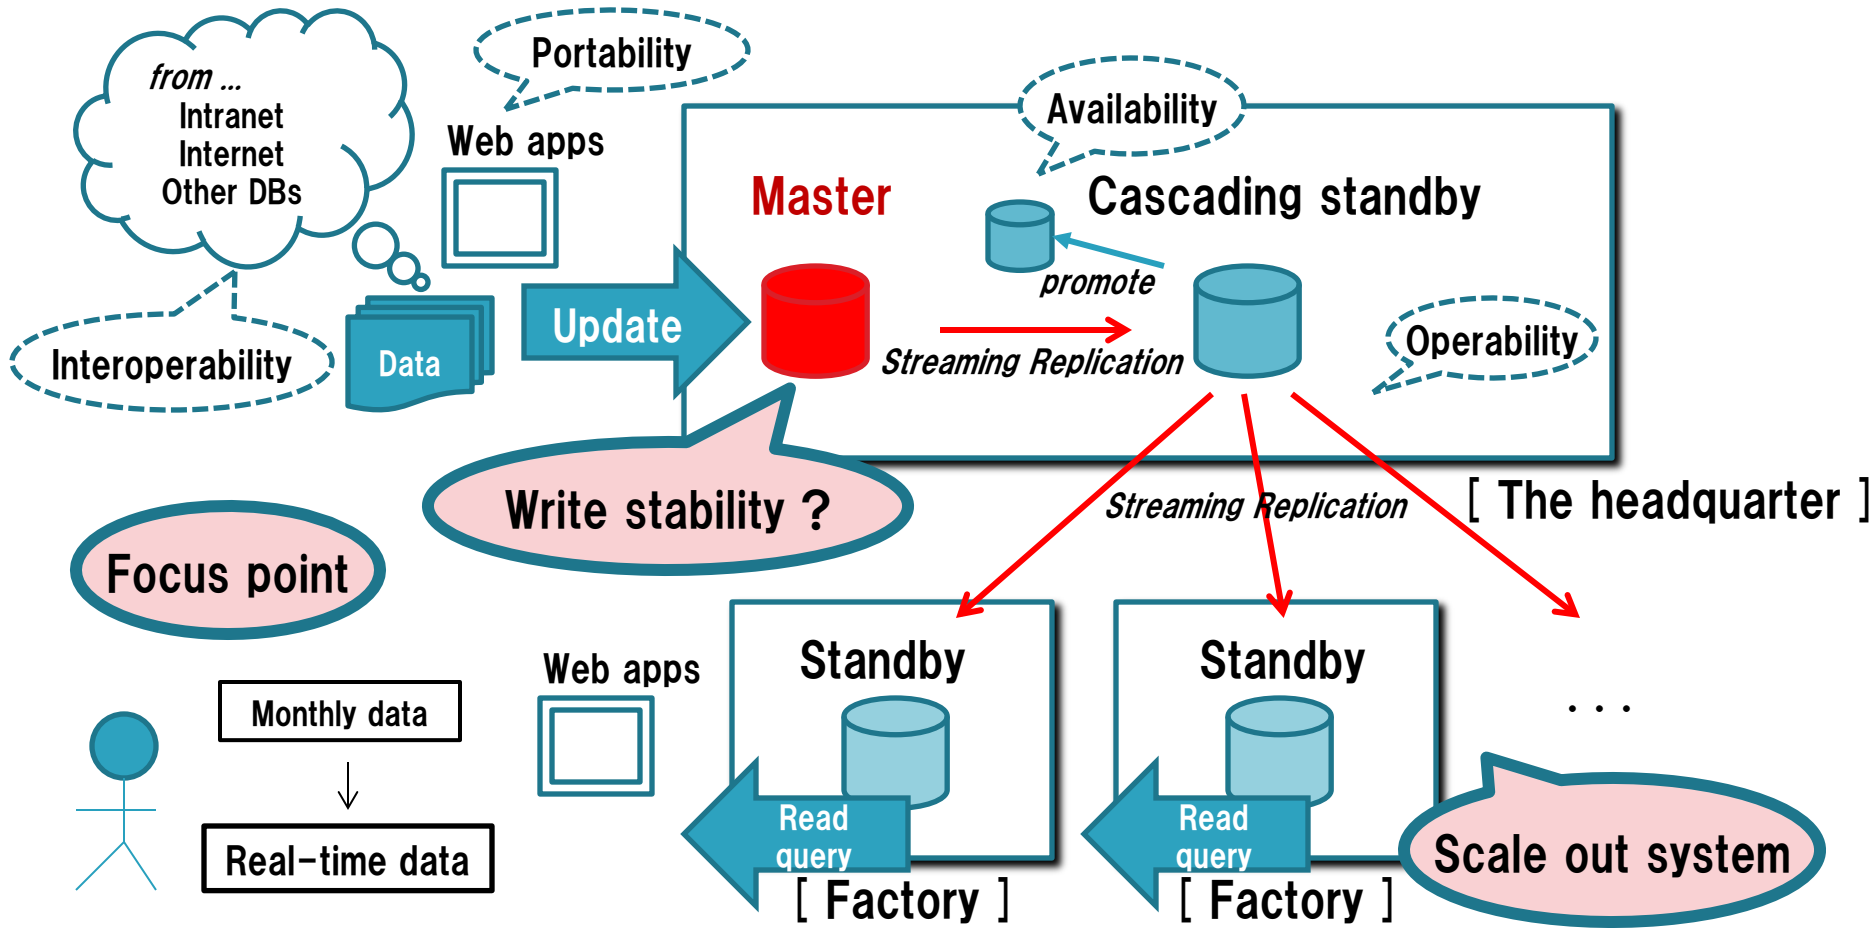 from ...
Intranet
Internet
Other DBs
Portability
Web apps
Availability
Master
Cascading standby
promote
Update
Streaming Replication
Operability
Interoperability
Data
Write stability ?
Streaming Replication
[ The headquarter ]
Focus point
Monthly data
Real-time data
Web apps
Standby
Read
query
[ Factory ]
Standby
Read
query
[ Factory ]
. . .
Scale out system